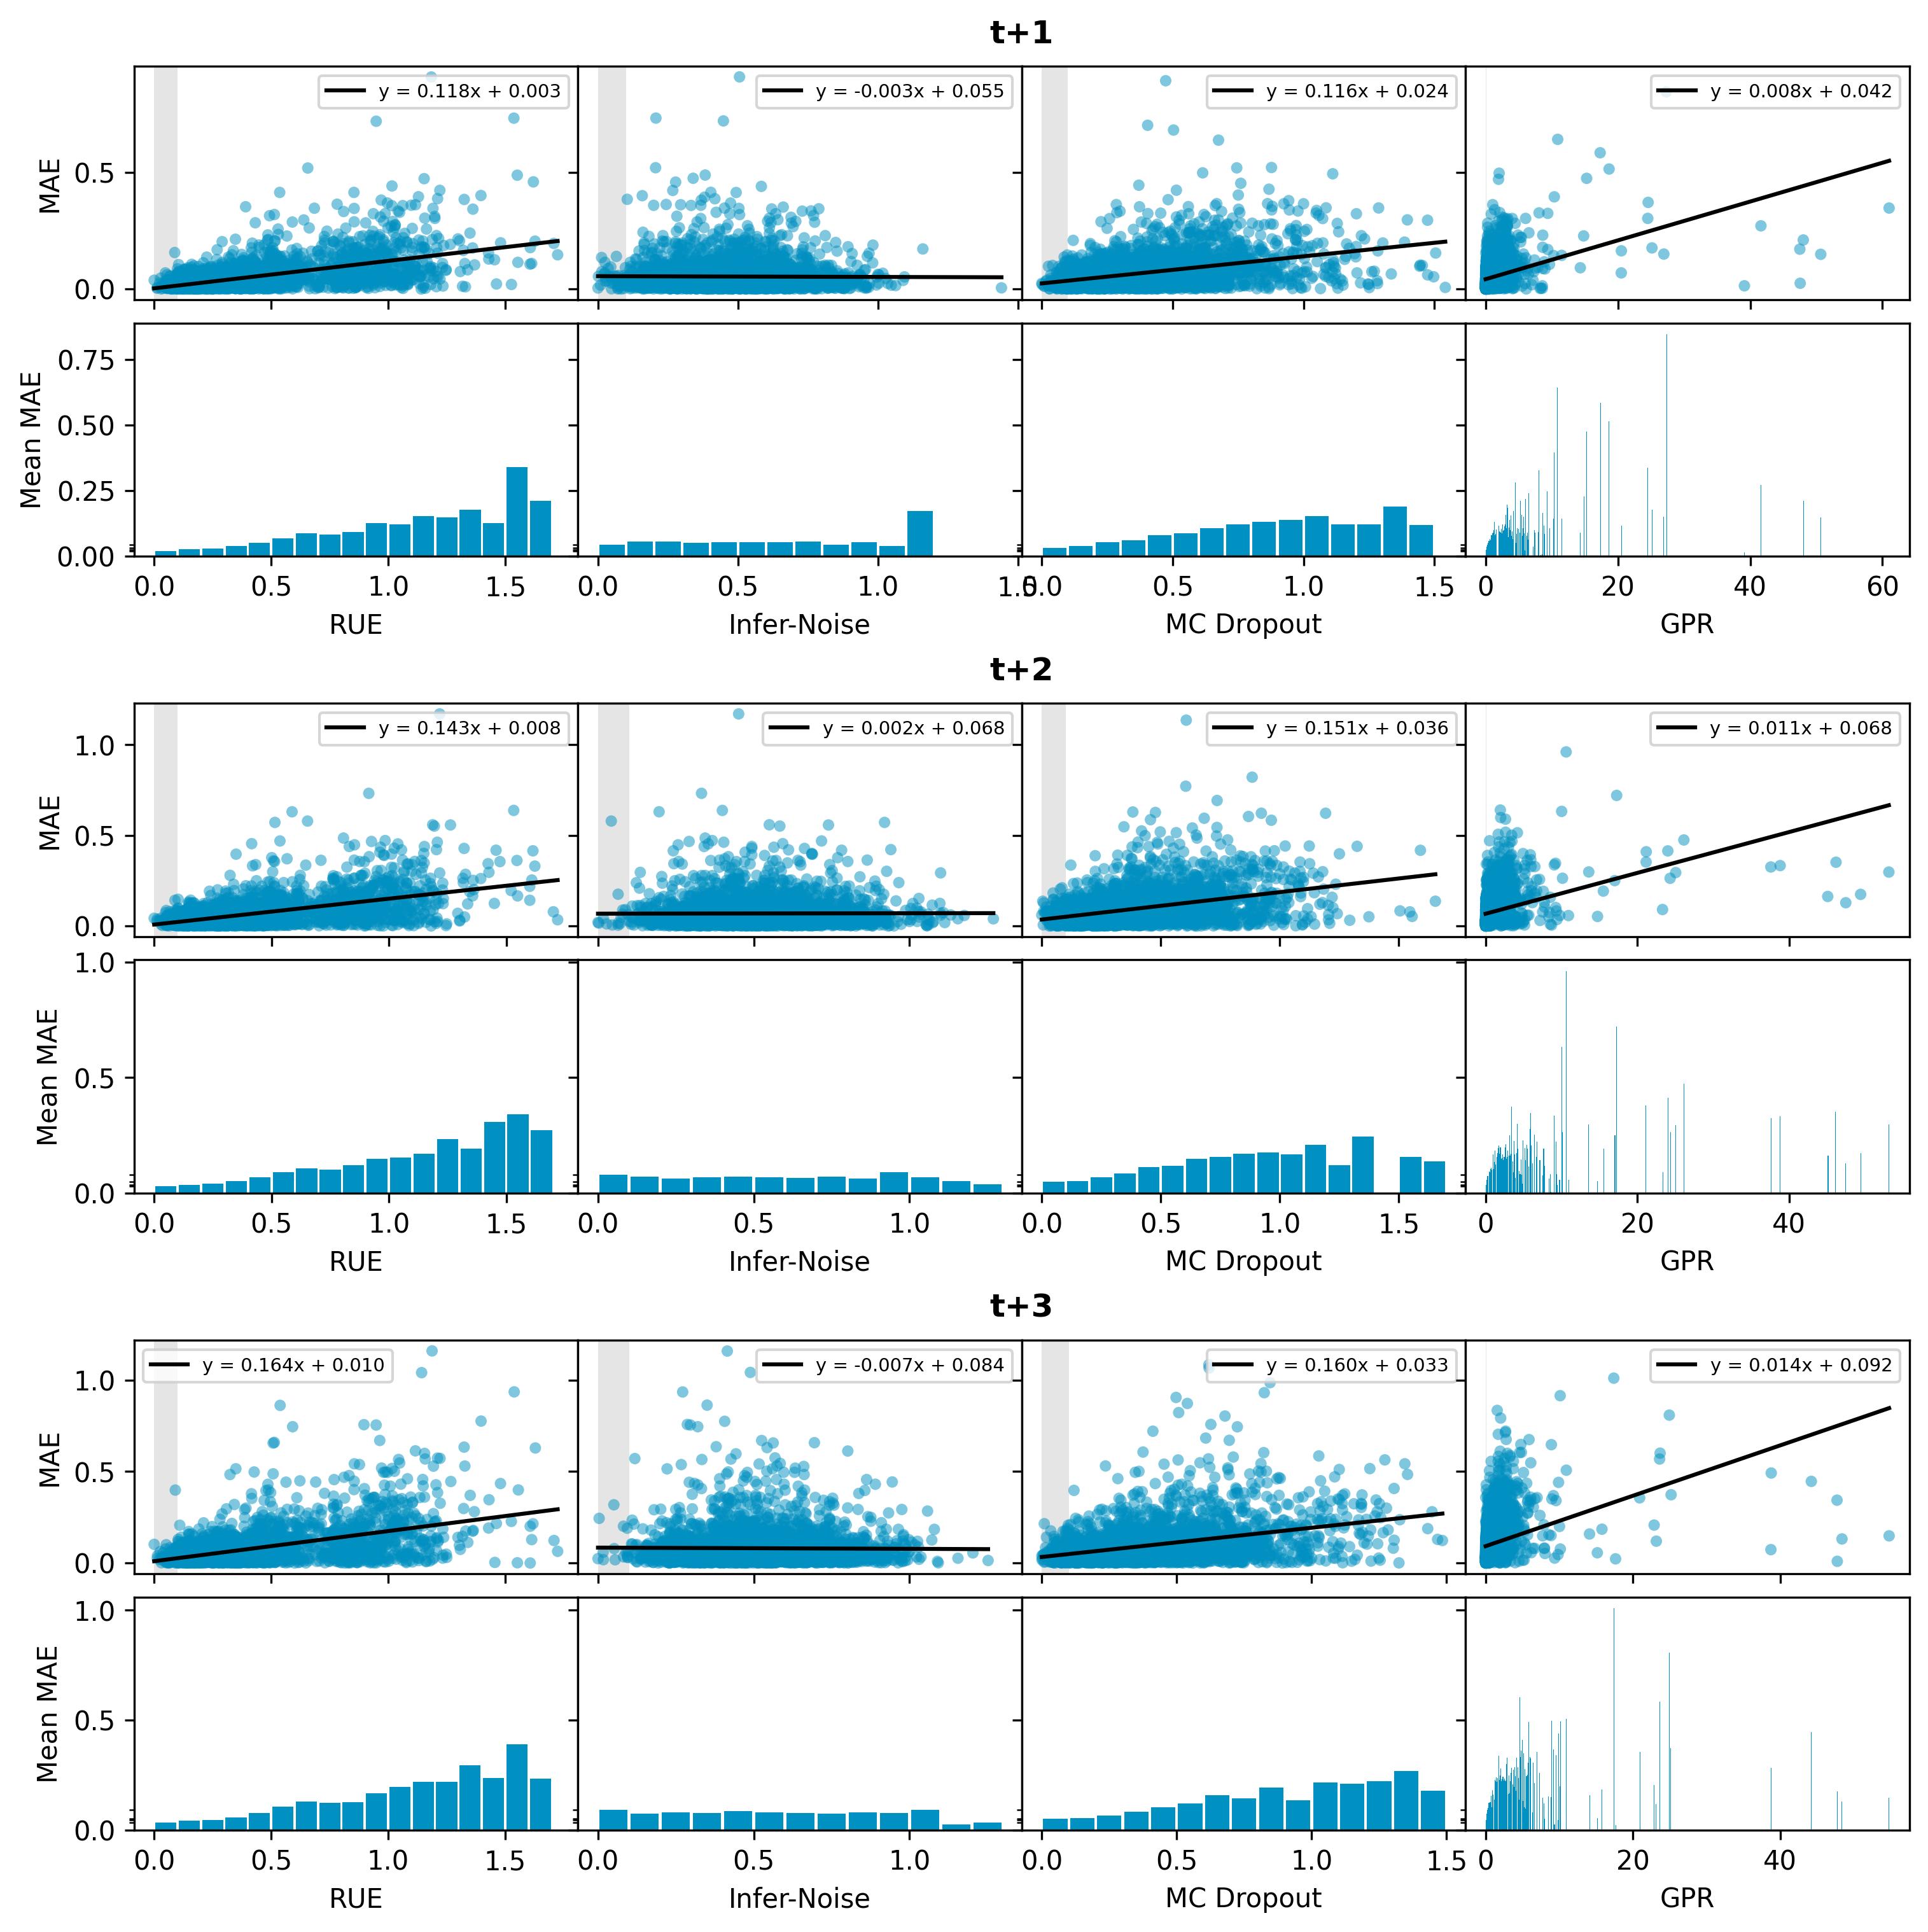 t+1
y = 0.118x + 0.003
y = -0.003x + 0.055
y = 0.116x + 0.024
y = 0.008x + 0.042
MAE
0.5
0.0
Mean MAE
0.75
0.50
0.25
0.00
0.0 0.5 1.0 1.5
0.0 0.5 1.0 1.5
0.0 0.5 1.0 1.5
0 20 40 60
RUE
Infer-Noise
MC Dropout
GPR
t+2
y = 0.143x + 0.008
y = 0.002x + 0.068
y = 0.151x + 0.036
y = 0.011x + 0.068
MAE
1.0
0.5
0.0
Mean MAE
1.0
0.5
0.0
0.0 0.5 1.0 1.5
0.0 0.5 1.0
0.0 0.5 1.0 1.5
0 20 40
RUE
Infer-Noise
MC Dropout
GPR
t+3
y = 0.164x + 0.010
y = -0.007x + 0.084
y = 0.160x + 0.033
y = 0.014x + 0.092
MAE
1.0
0.5
0.0
Mean MAE
1.0
0.5
0.0
0.0 0.5 1.0 1.5
0.0 0.5 1.0
0.0 0.5 1.0 1.5
0 20 40
RUE
Infer-Noise
MC Dropout
GPR